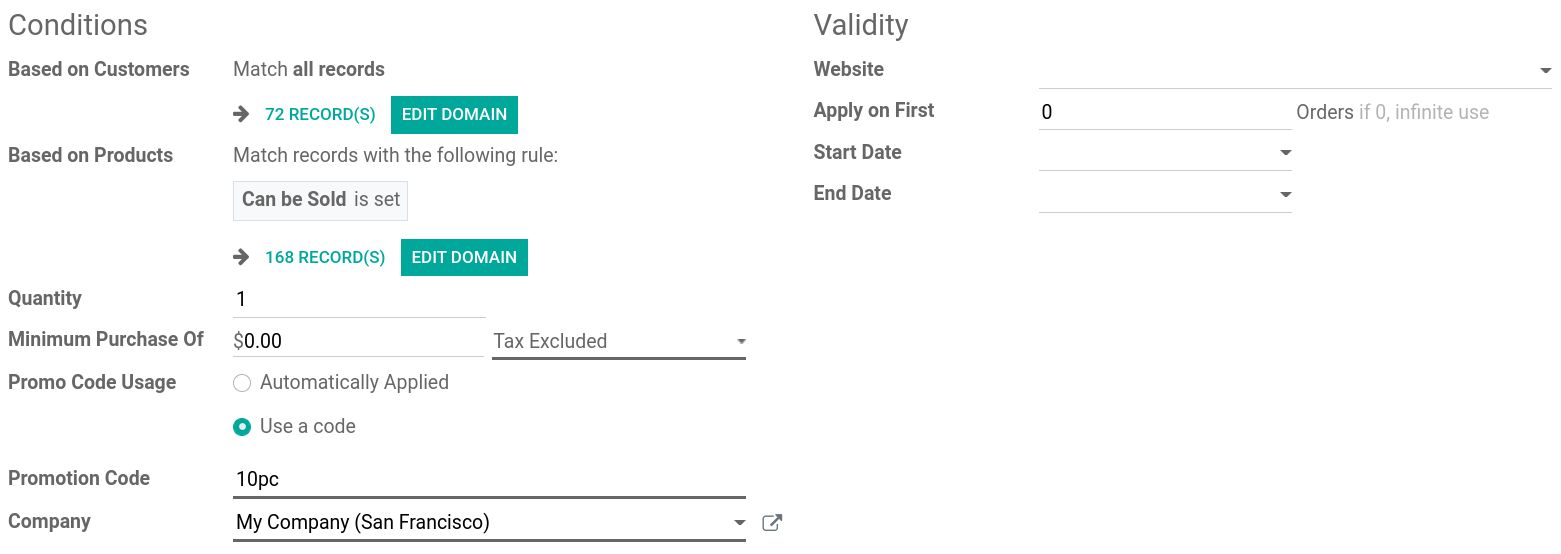 Conditions
Based on Customers Match all records
72 RECORD(S) EDIT DOMAIN
Based on Products Match records with the following rule:
Can be Sold is set
168 RECORD(S) EDIT DOMAIN
Quantity 1
Minimum Purchase Of $0.00 Tax Excluded
Promo Code Usage Automatically Applied
Use a code
Promotion Code 10pc
Company My Company (San Francisco)
Validity
Website
Apply on First 0 Orders if 0, infinite use
Start Date
End Date